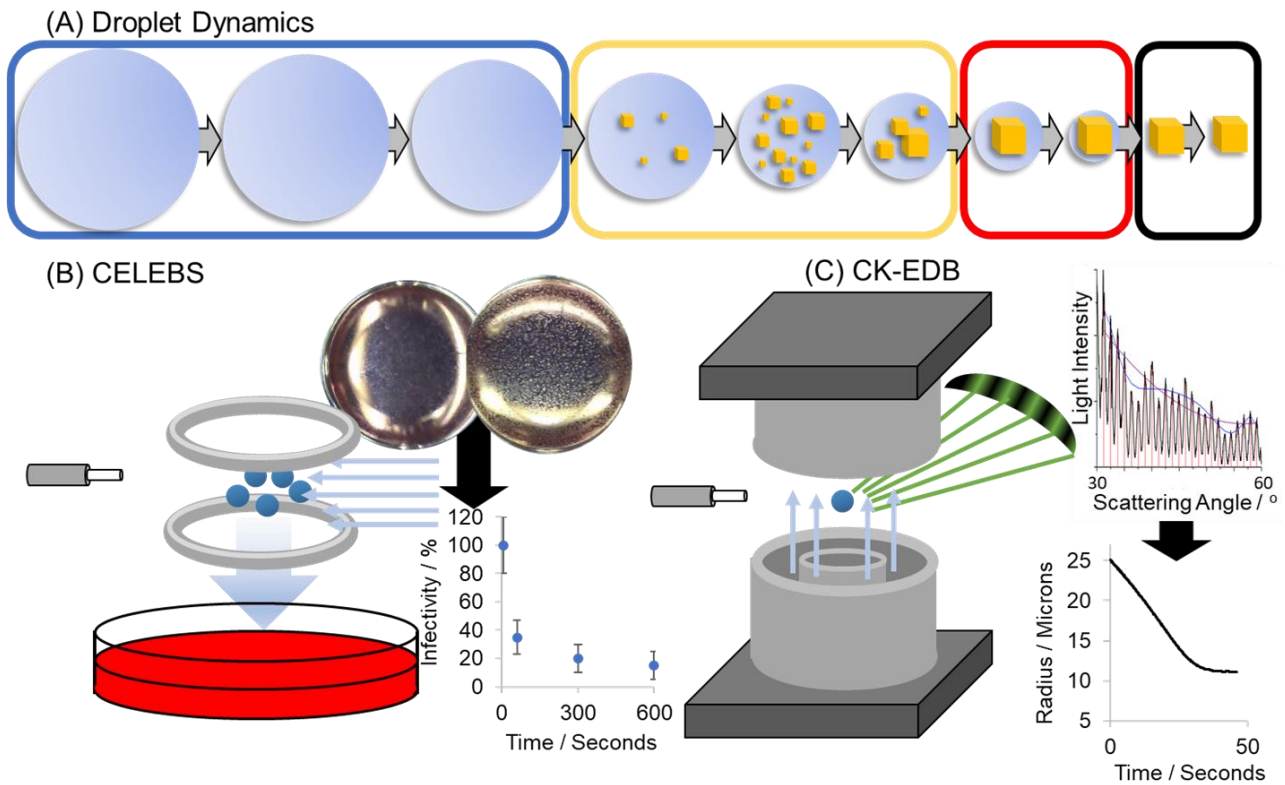 (A) Droplet Dynamics
(B) CELEBS
Infectivity / %
120
100
80
60
40
20
0
0 300 600
Time / Seconds
(C) CK-EDB
Light Intensity
30 60
Scattering Angle / °
Radius / Microns
25
20
15
10
5
0 50
Time / Seconds